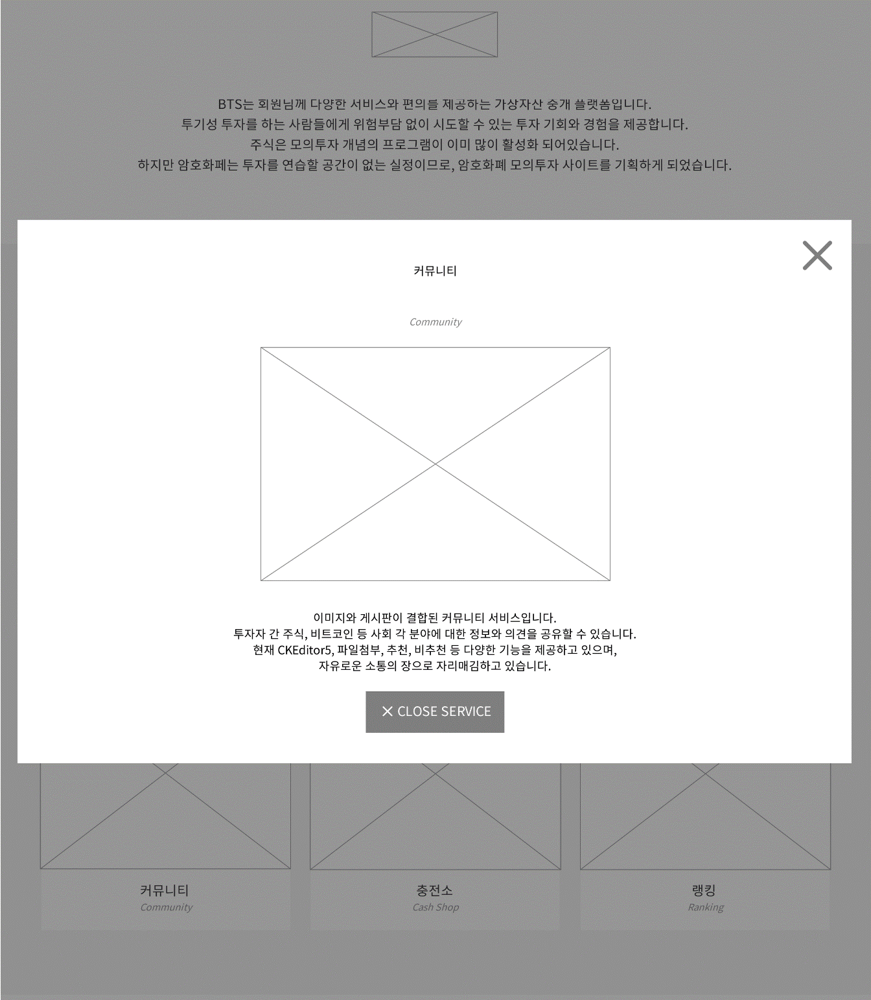 BTS는 회원님께 다양한 서비스와 편의를 제공하는 가상자산 중개 플랫폼입니다.
투기성 투자를 하는 사람들에게 위험부담 없이 시도할 수 있는 투자 기회와 경험을 제공합니다.
주식은 모의투자 개념의 프로그램이 이미 많이 활성화 되어있습니다.
하지만 암호화페는 투자를 연습할 공간이 없는 실정이므로, 암호화폐 모의투자 사이트를 기획하게 되었습니다.
커뮤니티
Community
이미지와 게시판이 결합된 커뮤니티 서비스입니다.
투자자 간 주식, 비트코인 등 사회 각 분야에 대한 정보와 의견을 공유할 수 있습니다.
현재 CKEditor5, 파일첨부, 추천, 비추천 등 다양한 기능을 제공하고 있으며,
자유로운 소통의 장으로 자리매김하고 있습니다.
CLOSE SERVICE
커뮤니티
Community
충전소
Cash Shop
랭킹
Ranking